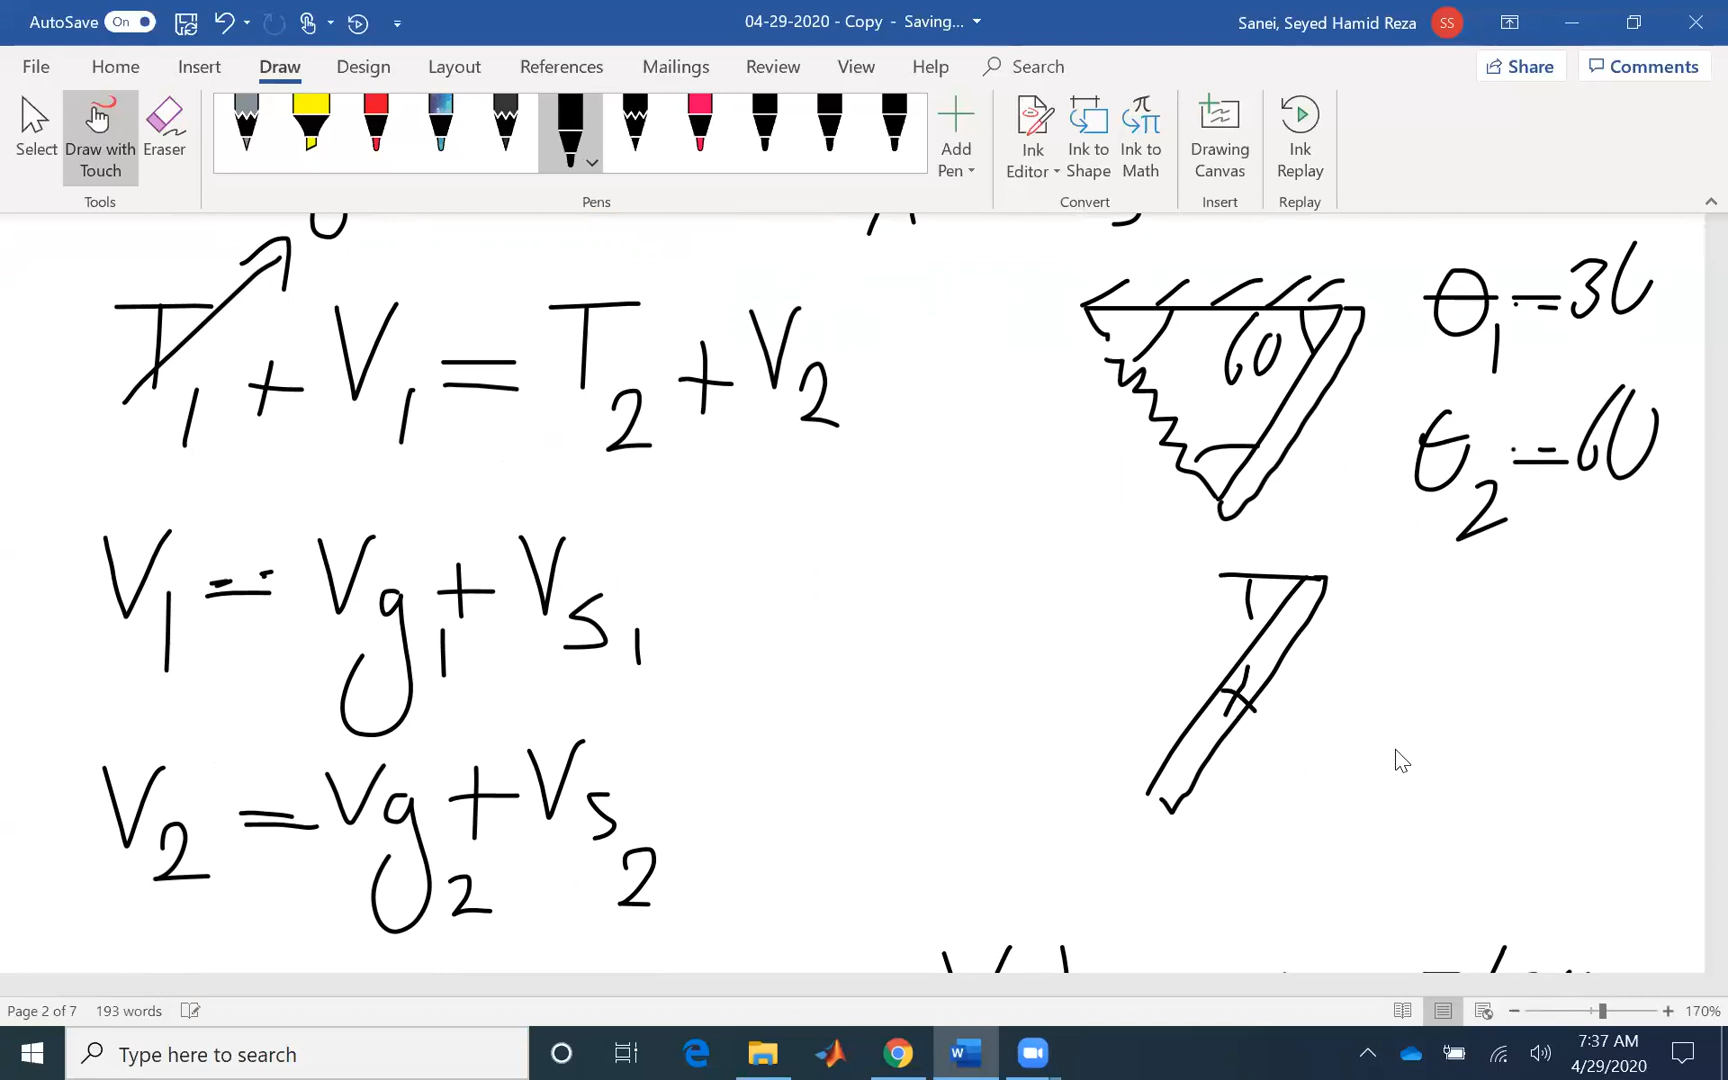 AutoSave On
04-29-2020 - Copy - Saving...
Sanei, Seyed Hamid Reza SS
File Home Insert Draw Design Layout References Mailings Review View Help Search
Share Comments
Select Draw with Touch Eraser
Add Pen
Ink Editor Ink to Shape Ink to Math
Drawing Canvas
Ink Replay
Tools Pens Convert Insert Replay
T1 + V1 = T2 + V2
60
θ1 = 30
θ2 = 60
V1 = Vg1 + Vs1
V2 = Vg2 + Vs2
Page 2 of 7 193 words 170%
Type here to search
7:37 AM
4/29/2020